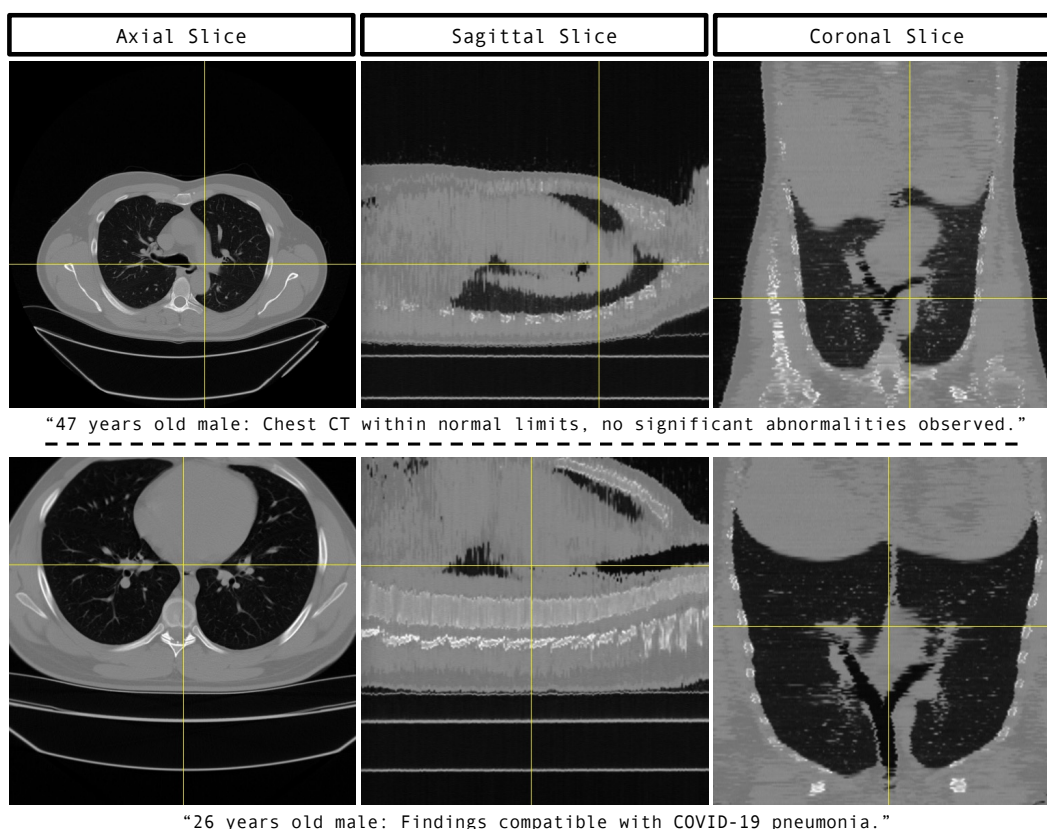 Axial Slice
Sagittal Slice
Coronal Slice
“47 years old male: Chest CT within normal limits, no significant abnormalities observed.”
“26 years old male: Findings compatible with COVID-19 pneumonia.”